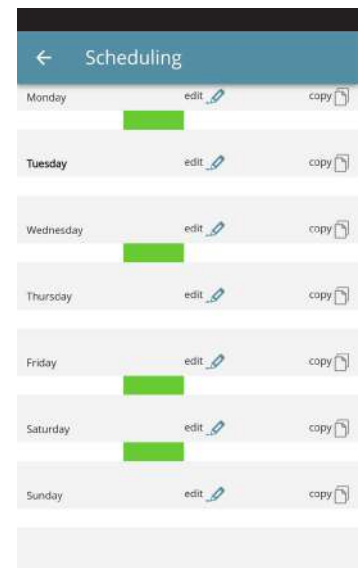 Scheduling
Monday edit copy
Tuesday edit copy
Wednesday edit copy
Thursday edit copy
Friday edit copy
Saturday edit copy
Sunday edit copy